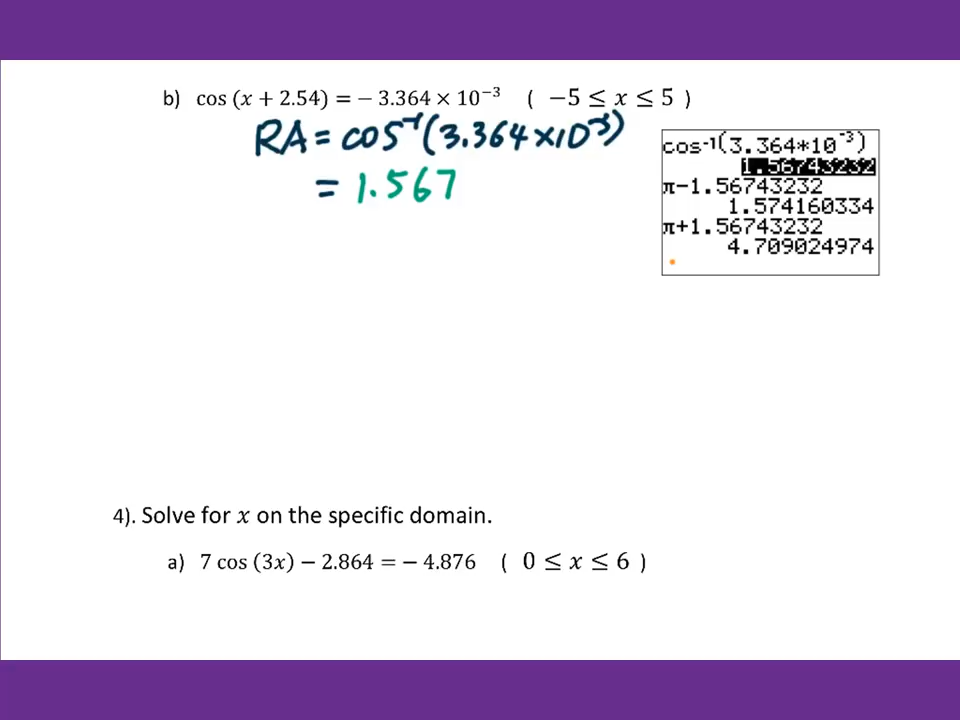 b) cos (x + 2.54) = − 3.364 × 10⁻³ ( −5 ≤ x ≤ 5 )
RA = cos⁻¹(3.364×10⁻³)
= 1.567
cos⁻¹(3.364*10⁻³)
1.56743232
π−1.56743232
1.574160334
π+1.56743232
4.709024974
4). Solve for x on the specific domain.
a) 7 cos (3x) − 2.864 = − 4.876 ( 0 ≤ x ≤ 6 )